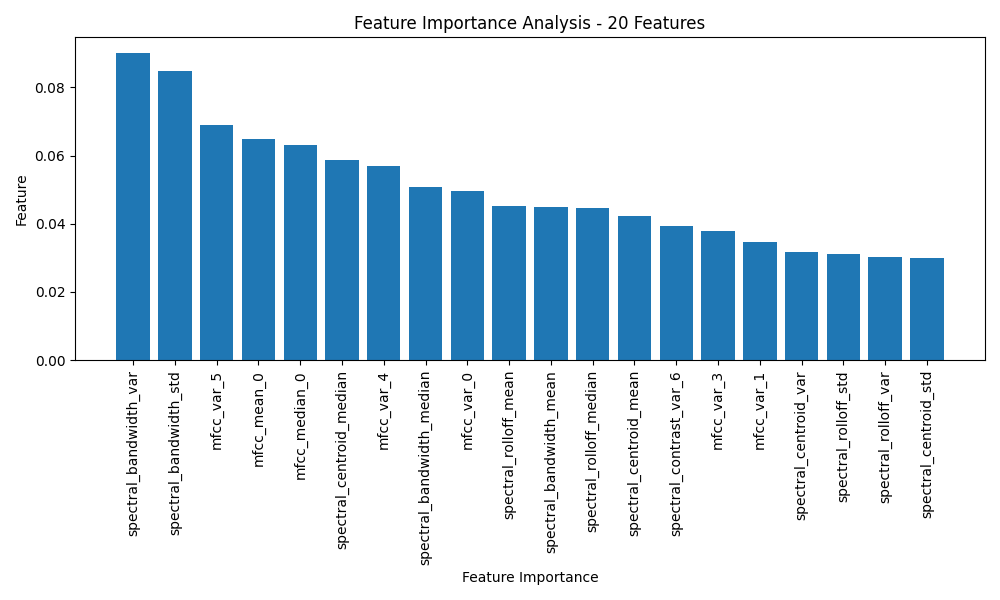 Feature Importance Analysis - 20 Features
Feature
0.08
0.06
0.04
0.02
0.00
spectral_bandwidth_var
spectral_bandwidth_std
mfcc_var_5
mfcc_mean_0
mfcc_median_0
spectral_centroid_median
mfcc_var_4
spectral_bandwidth_median
mfcc_var_0
spectral_rolloff_mean
spectral_bandwidth_mean
spectral_rolloff_median
spectral_centroid_mean
spectral_contrast_var_6
mfcc_var_3
mfcc_var_1
spectral_centroid_var
spectral_rolloff_std
spectral_rolloff_var
spectral_centroid_std
Feature Importance